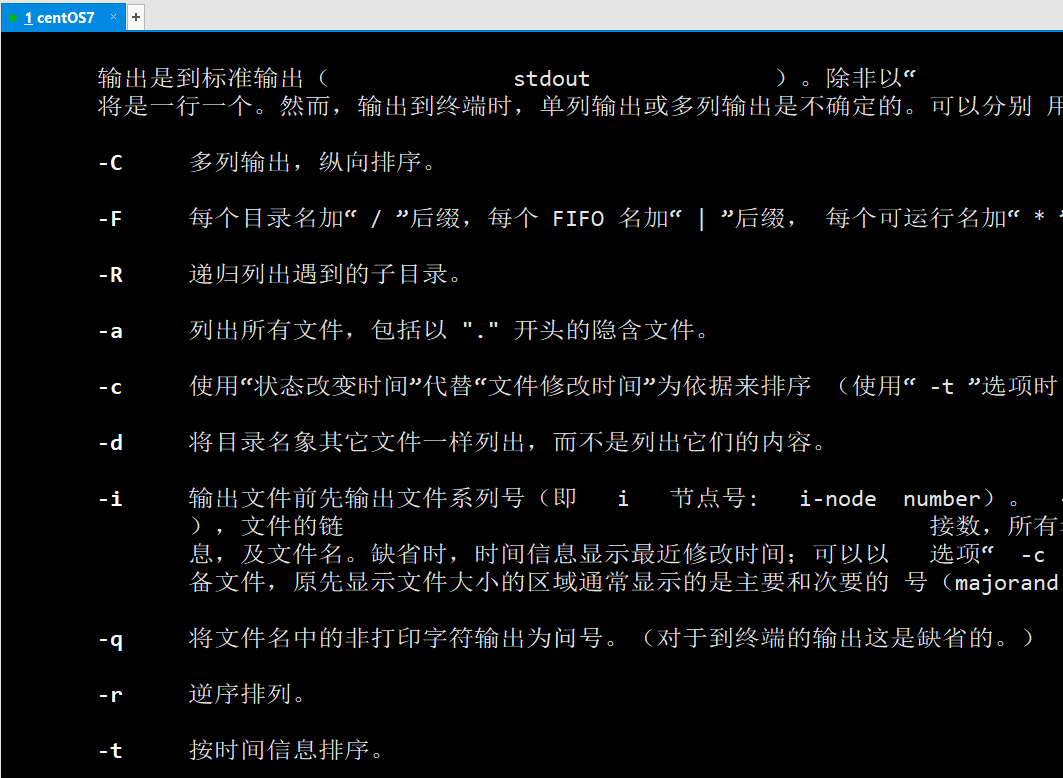 1 centOS7 × +
输出是到标准输出（ stdout ）。除非以“
将是一行一个。然而，输出到终端时，单列输出或多列输出是不确定的。可以分别 用
-C 多列输出，纵向排序。
-F 每个目录名加“ / ”后缀，每个 FIFO 名加“ | ”后缀， 每个可运行名加“ * ”
-R 递归列出遇到的子目录。
-a 列出所有文件，包括以 "." 开头的隐含文件。
-c 使用“状态改变时间”代替“文件修改时间”为依据来排序 （使用“ -t ”选项时
-d 将目录名象其它文件一样列出，而不是列出它们的内容。
-i 输出文件前先输出文件系列号（即 i 节点号: i-node number）。 -
），文件的链 接数，所有
息，及文件名。缺省时，时间信息显示最近修改时间；可以以 选项“ -c
备文件，原先显示文件大小的区域通常显示的是主要和次要的 号（majorand
-q 将文件名中的非打印字符输出为问号。（对于到终端的输出这是缺省的。）
-r 逆序排列。
-t 按时间信息排序。